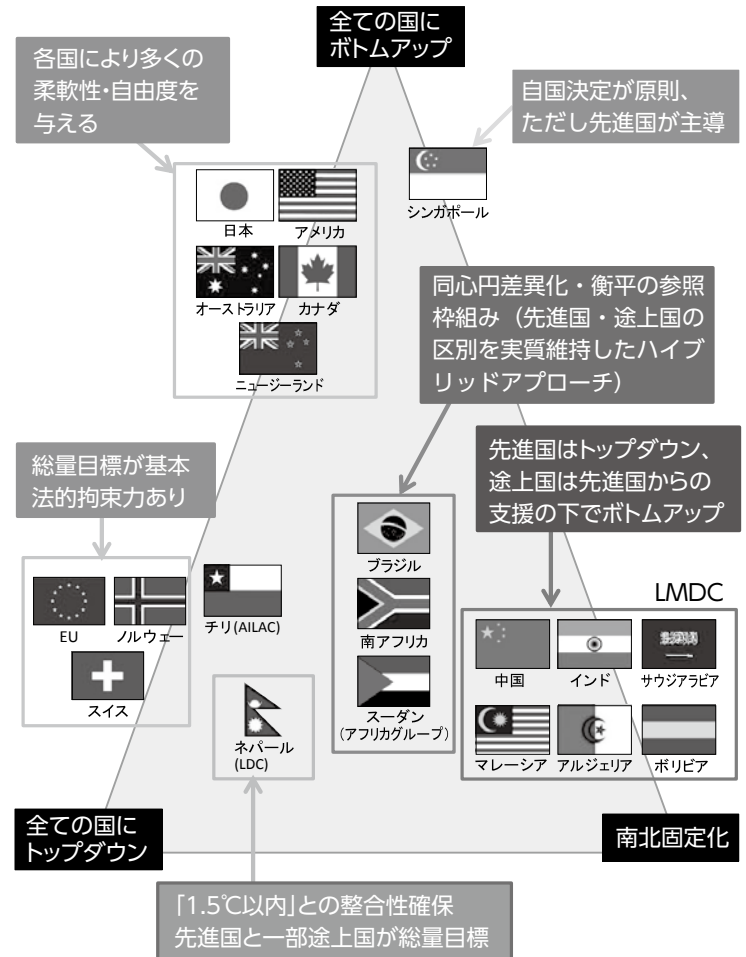 全ての国に
ボトムアップ
各国により多くの
柔軟性・自由度を
与える
自国決定が原則、
ただし先進国が主導
日本
アメリカ
シンガポール
オーストラリア
カナダ
ニュージーランド
同心円差異化・衡平の参照
枠組み（先進国・途上国の
区別を実質維持したハイブ
リッドアプローチ）
総量目標が基本
法的拘束力あり
先進国はトップダウン、
途上国は先進国からの
支援の下でボトムアップ
EU
ノルウェー
スイス
チリ(AILAC)
ネパール
(LDC)
ブラジル
南アフリカ
スーダン
(アフリカグループ)
LMDC
中国
インド
サウジアラビア
マレーシア
アルジェリア
ボリビア
全ての国に
トップダウン
南北固定化
「1.5℃以内」との整合性確保
先進国と一部途上国が総量目標